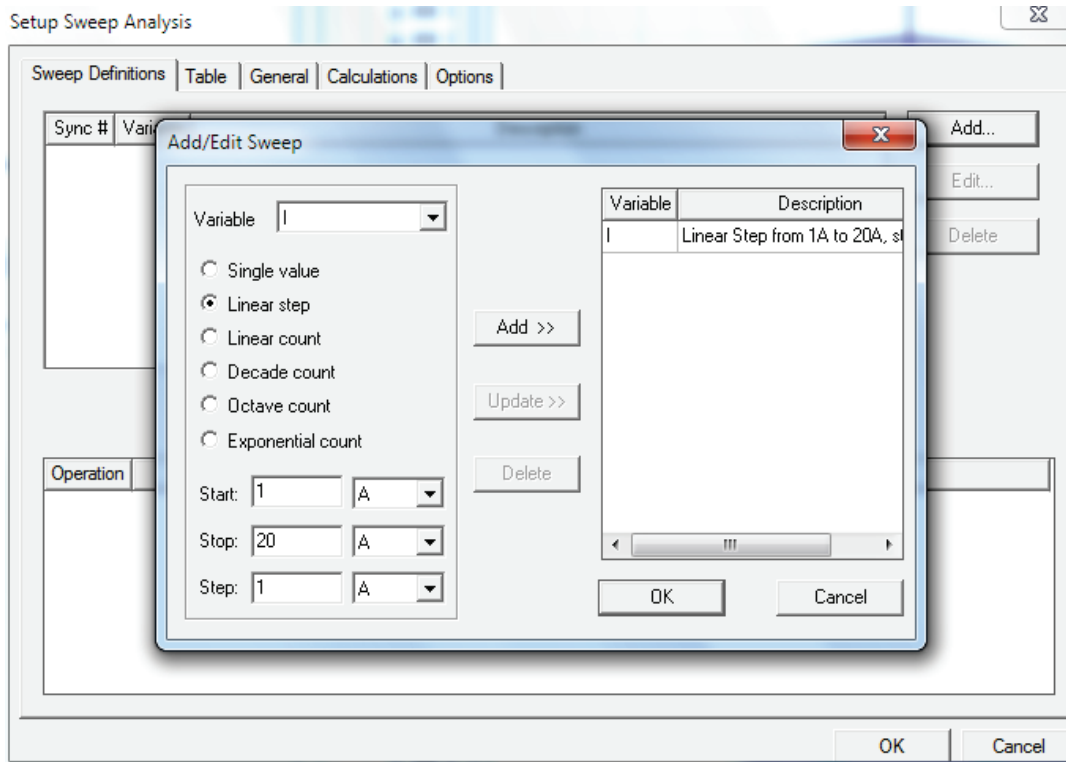 Setup Sweep Analysis
Sweep Definitions Table General Calculations Options
Sync #
Add...
Edit...
Delete
Operation
Add/Edit Sweep
Variable I
Single value
Linear step
Linear count
Decade count
Octave count
Exponential count
Start: 1 A
Stop: 20 A
Step: 1 A
Add >>
Update >>
Delete
Variable Description
I Linear Step from 1A to 20A,
OK Cancel
OK Cancel